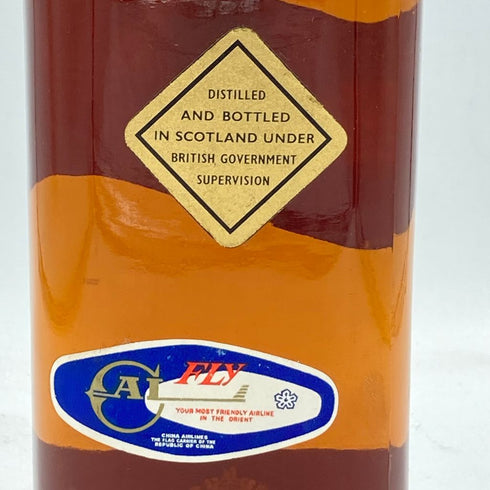 DISTILLED
AND BOTTLED
IN SCOTLAND UNDER
BRITISH GOVERNMENT
SUPERVISION
CAL FLY
YOUR MOST FRIENDLY AIRLINE
IN THE ORIENT
CHINA AIRLINES
THE FLAG CARRIER OF THE
REPUBLIC OF CHINA